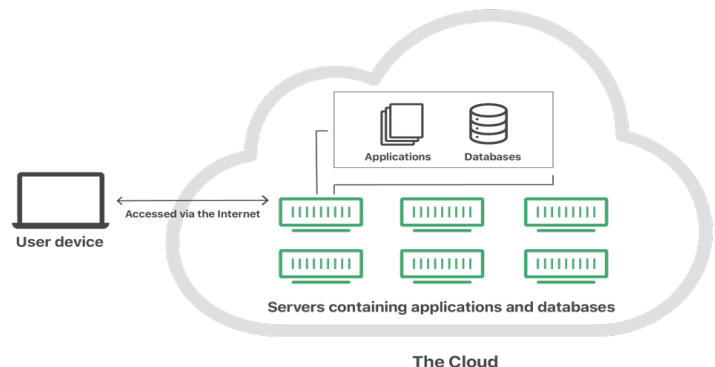 Applications
Databases
Accessed via the Internet
User device
Servers containing applications and databases
The Cloud